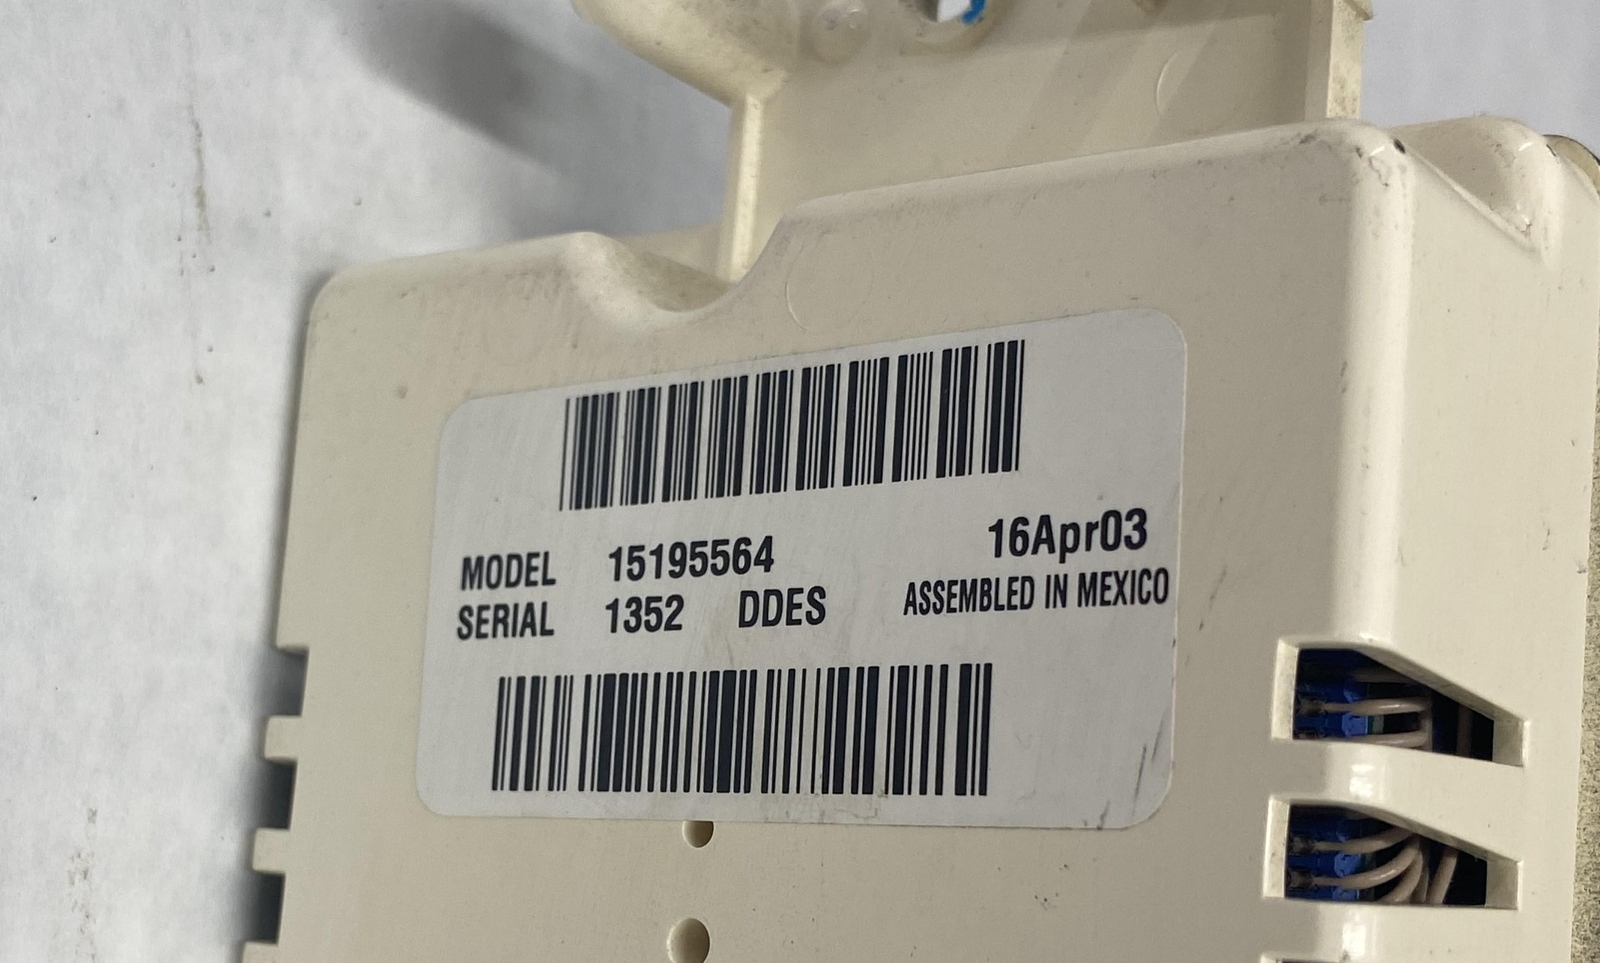 MODEL 15195564 16Apr03
SERIAL 1352 DDES ASSEMBLED IN MEXICO